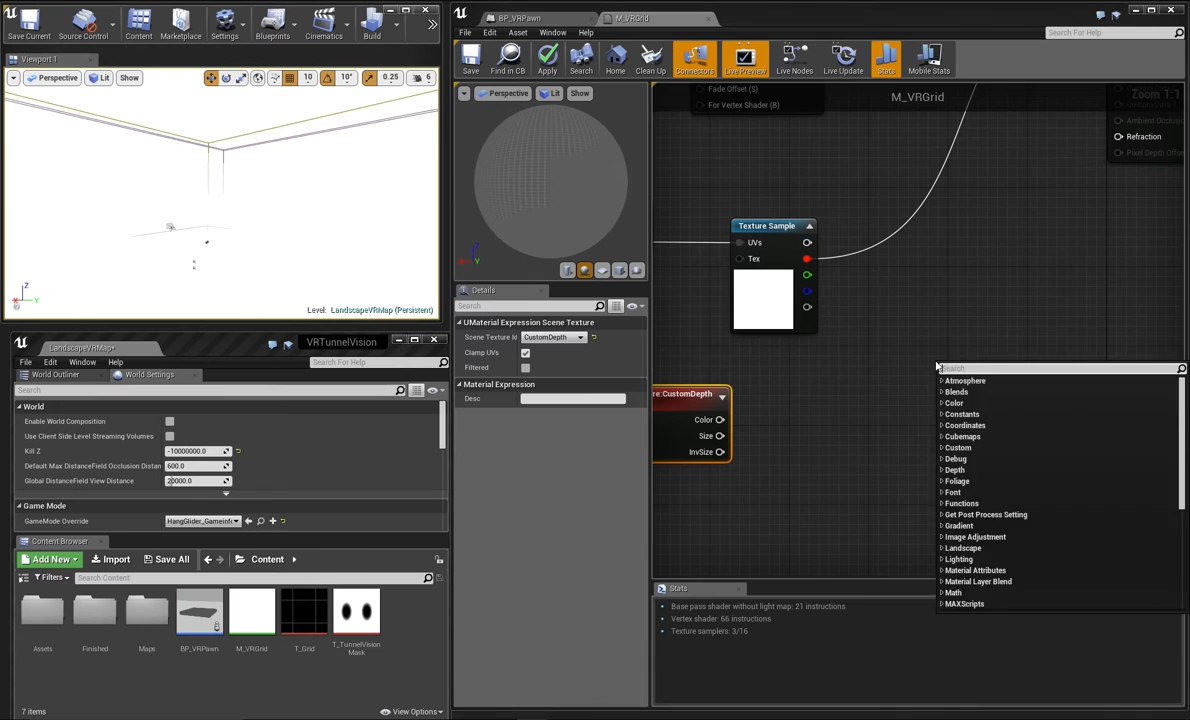 Save Current
Source Control
Content
Marketplace
Settings
Blueprints
Cinematics
Build
Viewport 1
Perspective
Lit
Show
10
10°
0.25
6
Level: LandscapeVRMap (Persistent)
LandscapeVRMap•
VRTunnelVision
File
Edit
Window
Help
Search For Help
World Outliner
World Settings
Search
World
Enable World Composition
Use Client Side Level Streaming Volumes
Kill Z
-10000000.0
Default Max DistanceField Occlusion Distan
600.0
Global DistanceField View Distance
20000.0
Game Mode
GameMode Override
HangGlider_Gameinf
Content Browser
Add New
Import
Save All
Content
Filters
Search Content
Assets
Finished
Maps
BP_VRPawn
M_VRGrid
T_Grid
T_TunnelVision
Mask
7 items
View Options
BP_VRPawn
M_VRGrid
File
Edit
Asset
Window
Help
Search For Help
Save
Find in CB
Apply
Search
Home
Clean Up
Connectors
Live Preview
Live Nodes
Live Update
Stats
Mobile Stats
Perspective
Lit
Show
Details
Search
UMaterial Expression Scene Texture
Scene Texture Id
CustomDepth
Clamp UVs
Filtered
Material Expression
Desc
Fade Offset (S)
For Vertex Shader (B)
M_VRGrid
Zoom 1:1
Ambient Occlus
Refraction
Pixel Depth Offse
Texture Sample
UVs
Tex
re:CustomDepth
Color
Size
InvSize
Search
Atmosphere
Blends
Color
Constants
Coordinates
Cubemaps
Custom
Debug
Depth
Foliage
Font
Functions
Get Post Process Setting
Gradient
Image Adjustment
Landscape
Lighting
Material Attributes
Material Layer Blend
Math
MAXScripts
Stats
Base pass shader without light map: 21 instructions
Vertex shader: 66 instructions
Texture samplers: 3/16